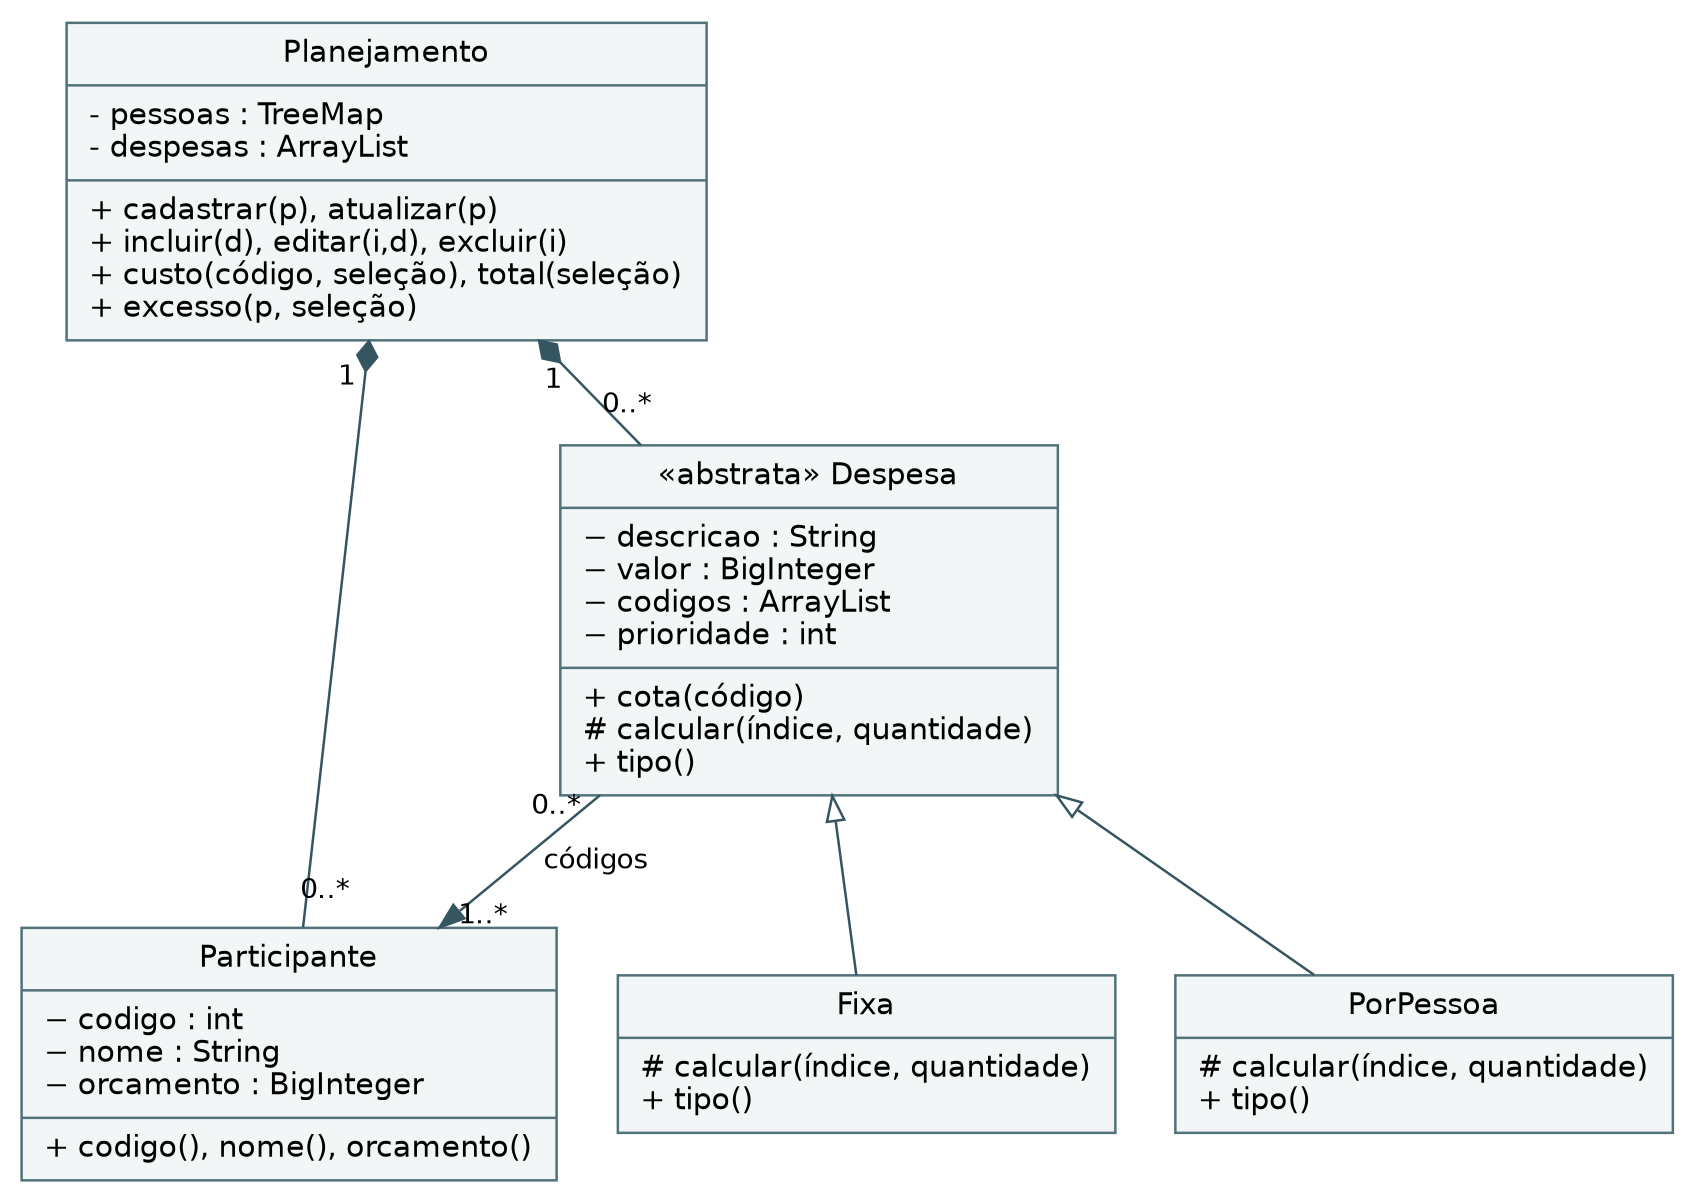 Planejamento
- pessoas : TreeMap
- despesas : ArrayList
+ cadastrar(p), atualizar(p)
+ incluir(d), editar(i,d), excluir(i)
+ custo(código, seleção), total(seleção)
+ excesso(p, seleção)
1
1
0..*
«abstrata» Despesa
− descricao : String
− valor : BigInteger
− codigos : ArrayList
− prioridade : int
+ cota(código)
# calcular(índice, quantidade)
+ tipo()
0..*
códigos
0..*
1..*
Participante
− codigo : int
− nome : String
− orcamento : BigInteger
+ codigo(), nome(), orcamento()
Fixa
# calcular(índice, quantidade)
+ tipo()
PorPessoa
# calcular(índice, quantidade)
+ tipo()